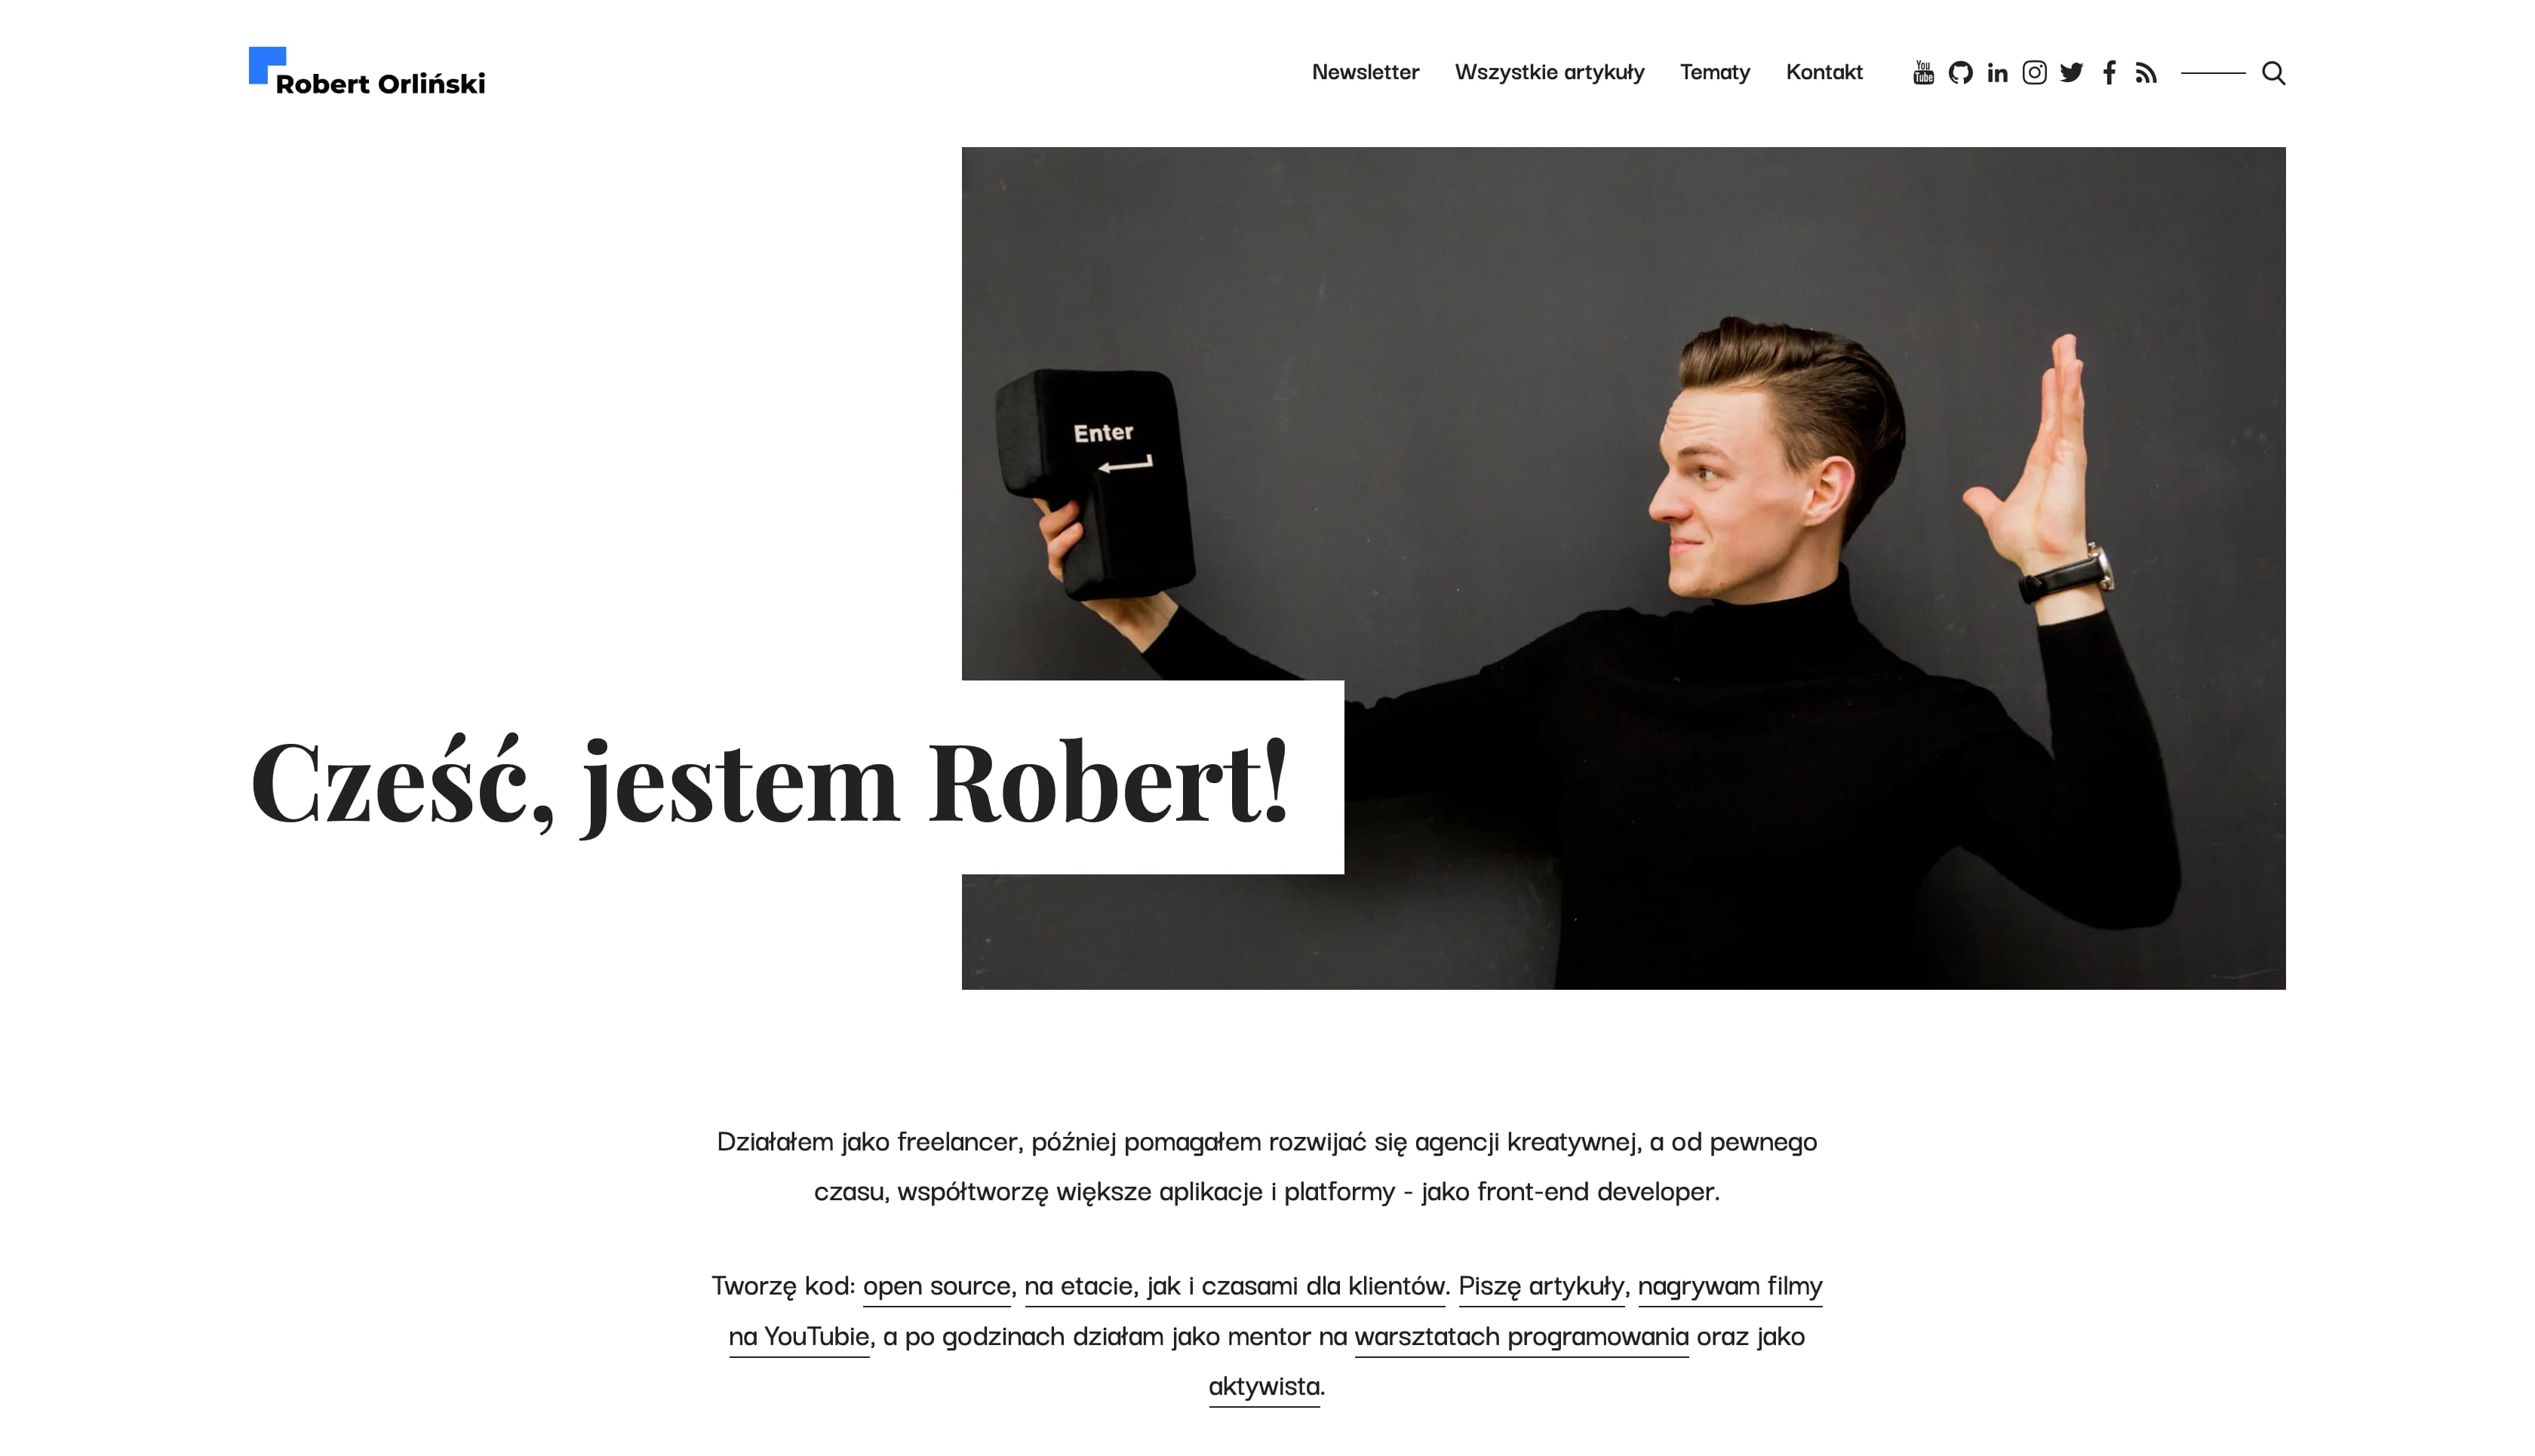 Robert Orliński
Newsletter Wszystkie artykuły Tematy Kontakt You Tube in
Enter
Cześć, jestem Robert!
Działałem jako freelancer, później pomagałem rozwijać się agencji kreatywnej, a od pewnego
czasu, współtworzę większe aplikacje i platformy - jako front-end developer.
Tworzę kod: open source, na etacie, jak i czasami dla klientów. Piszę artykuły, nagrywam filmy
na YouTubie, a po godzinach działam jako mentor na warsztatach programowania oraz jako
aktywista.